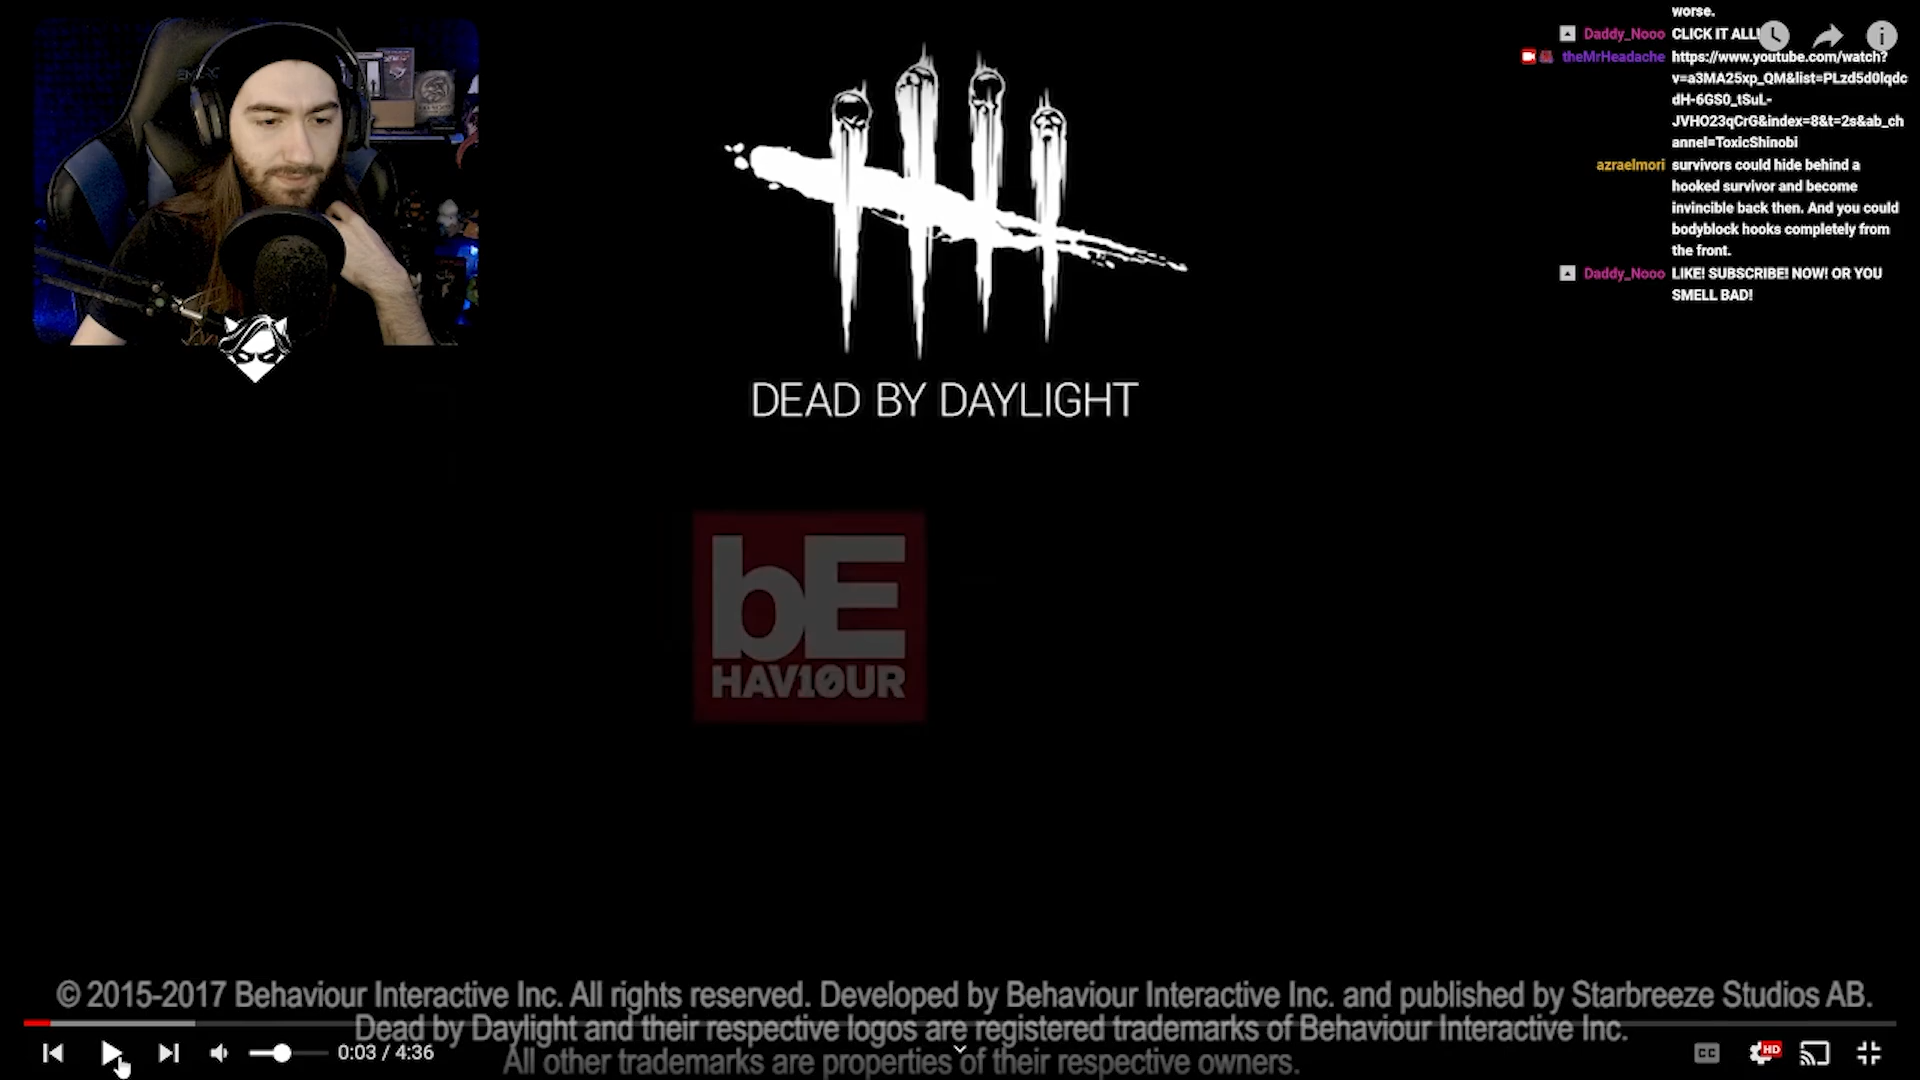 worse.
Daddy_Nooo CLICK IT ALL!
theMrHeadache https://www.youtube.com/watch?
v=a3MA25xp_QM&list=PLzd5d0lqdc
dH-6GS0_tSuL-
JVHO23qCrG&index=8&t=2s&ab_ch
annel=ToxicShinobi
azraelmori survivors could hide behind a
hooked survivor and become
invincible back then. And you could
bodyblock hooks completely from
the front.
Daddy_Nooo LIKE! SUBSCRIBE! NOW! OR YOU
SMELL BAD!
DEAD BY DAYLIGHT
bE
HAV1OUR
© 2015-2017 Behaviour Interactive Inc. All rights reserved. Developed by Behaviour Interactive Inc. and published by Starbreeze Studios AB.
Dead by Daylight and their respective logos are registered trademarks of Behaviour Interactive Inc.
All other trademarks are properties of their respective owners.
0:03 / 4:36
CC
HD